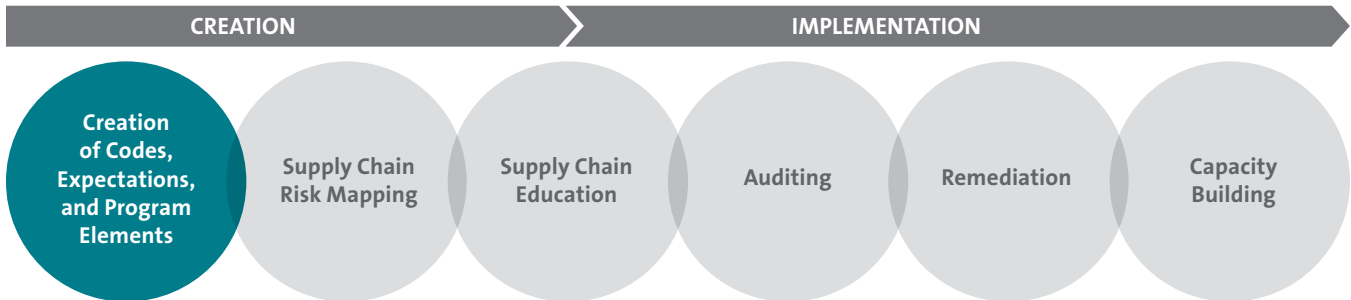 CREATION
IMPLEMENTATION
Creation
of Codes,
Expectations,
and Program
Elements
Supply Chain
Risk Mapping
Supply Chain
Education
Auditing
Remediation
Capacity
Building